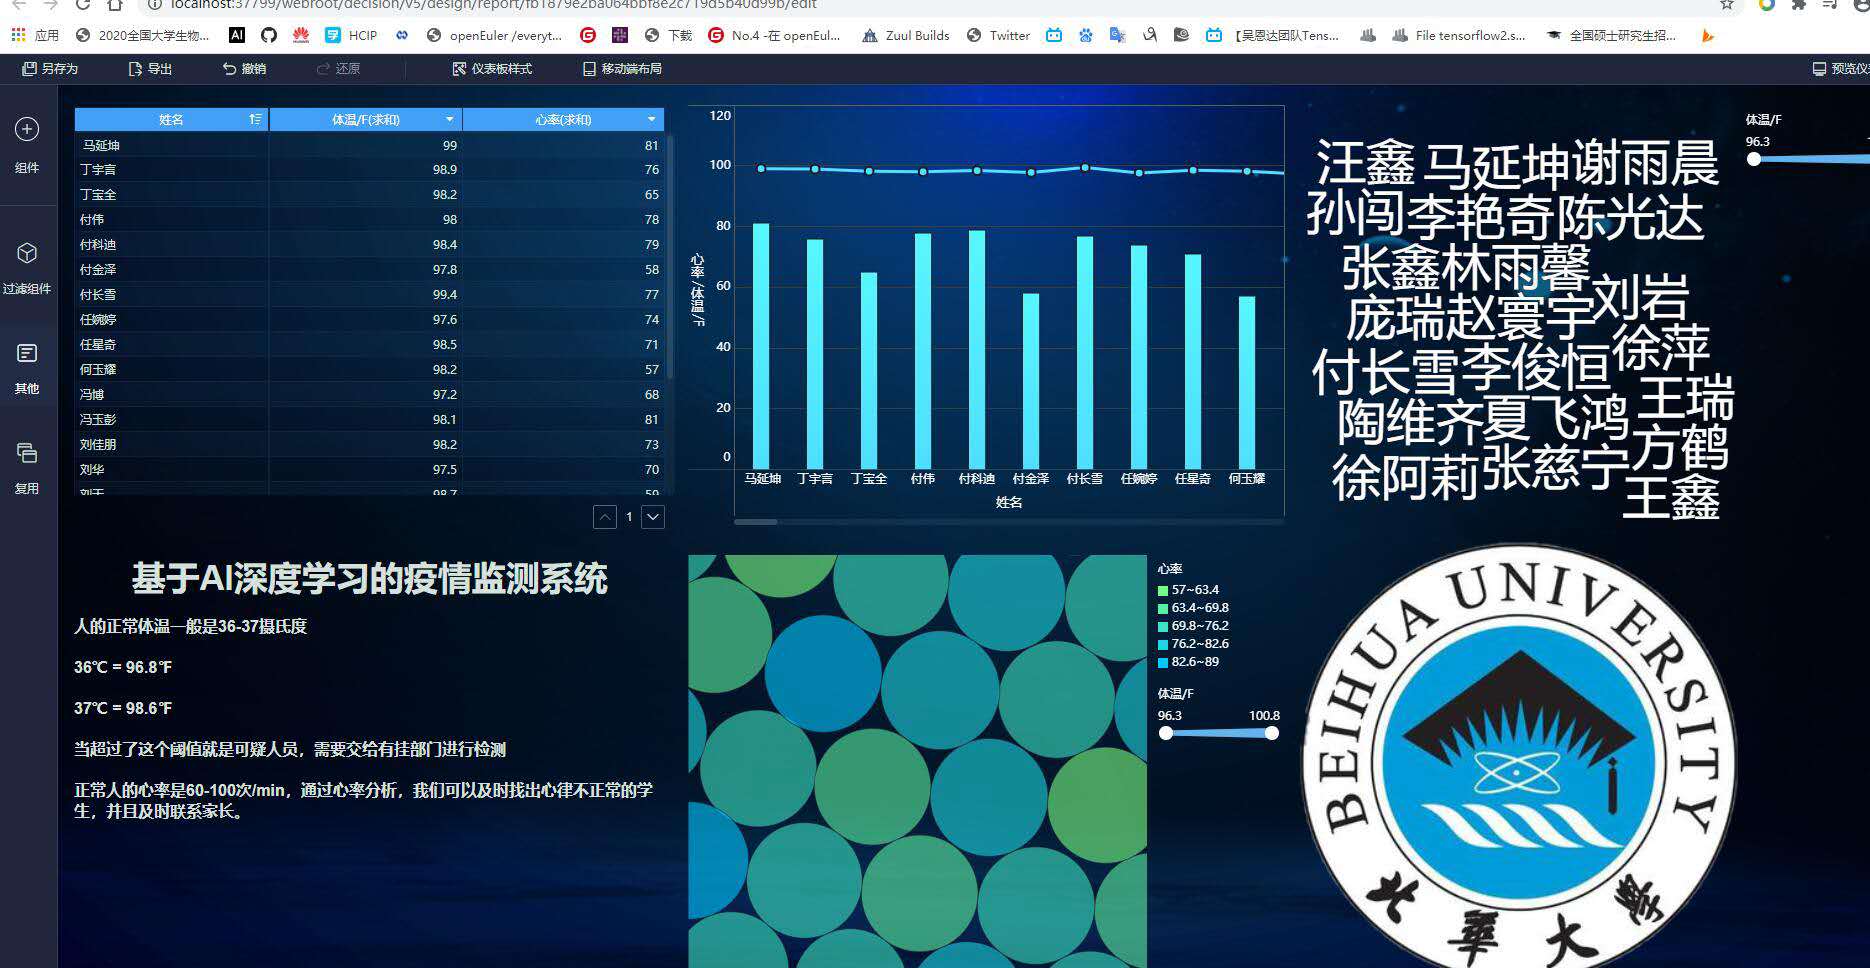 localhost:37799/webroot/decision/v5/design/report/fb1879e2ba064bbf8e2c719d5b40d99b/edit
应用 2020全国大学生生物... AI HCIP openEuler /everyt... 下载 No.4 -在 openEul... Zuul Builds Twitter 【吴恩达团队Tens... File tensorflow2.s... 全国硕士研究生招...
另存为 导出 撤销 还原 仪表板样式 移动端布局 预览仪
组件
过滤组件
其他
复用
姓名 体温/F(求和) 心率(求和)
马延坤 99 81
丁宇言 98.9 76
丁宝全 98.2 65
付伟 98 78
付科迪 98.4 79
付金泽 97.8 58
付长雪 99.4 77
任婉婷 97.6 74
任星奇 98.5 71
何玉耀 98.2 57
冯博 97.2 68
冯玉彭 98.1 81
刘佳朋 98.2 73
刘华 97.5 70
98.7 59
1
心率/体温/F
120
100
80
60
40
20
0
马延坤 丁宇言 丁宝全 付伟 付科迪 付金泽 付长雪 任婉婷 任星奇 何玉耀
姓名
汪鑫 马延坤 谢雨晨
孙闯 李艳奇 陈光达
张鑫 林雨馨
庞瑞 赵寰宇 刘岩
付长雪 李俊恒 徐萍
陶维齐 夏飞鸿 王瑞
徐阿莉 张慈宁 方鹤
王鑫
体温/F
96.3
基于AI深度学习的疫情监测系统
人的正常体温一般是36-37摄氏度
36℃ = 96.8℉
37℃ = 98.6℉
当超过了这个阈值就是可疑人员，需要交给有挂部门进行检测
正常人的心率是60-100次/min，通过心率分析，我们可以及时找出心律不正常的学
生，并且及时联系家长。
心率
57~63.4
63.4~69.8
69.8~76.2
76.2~82.6
82.6~89
体温/F
96.3 100.8
BEIHUA UNIVERSITY
北華大學